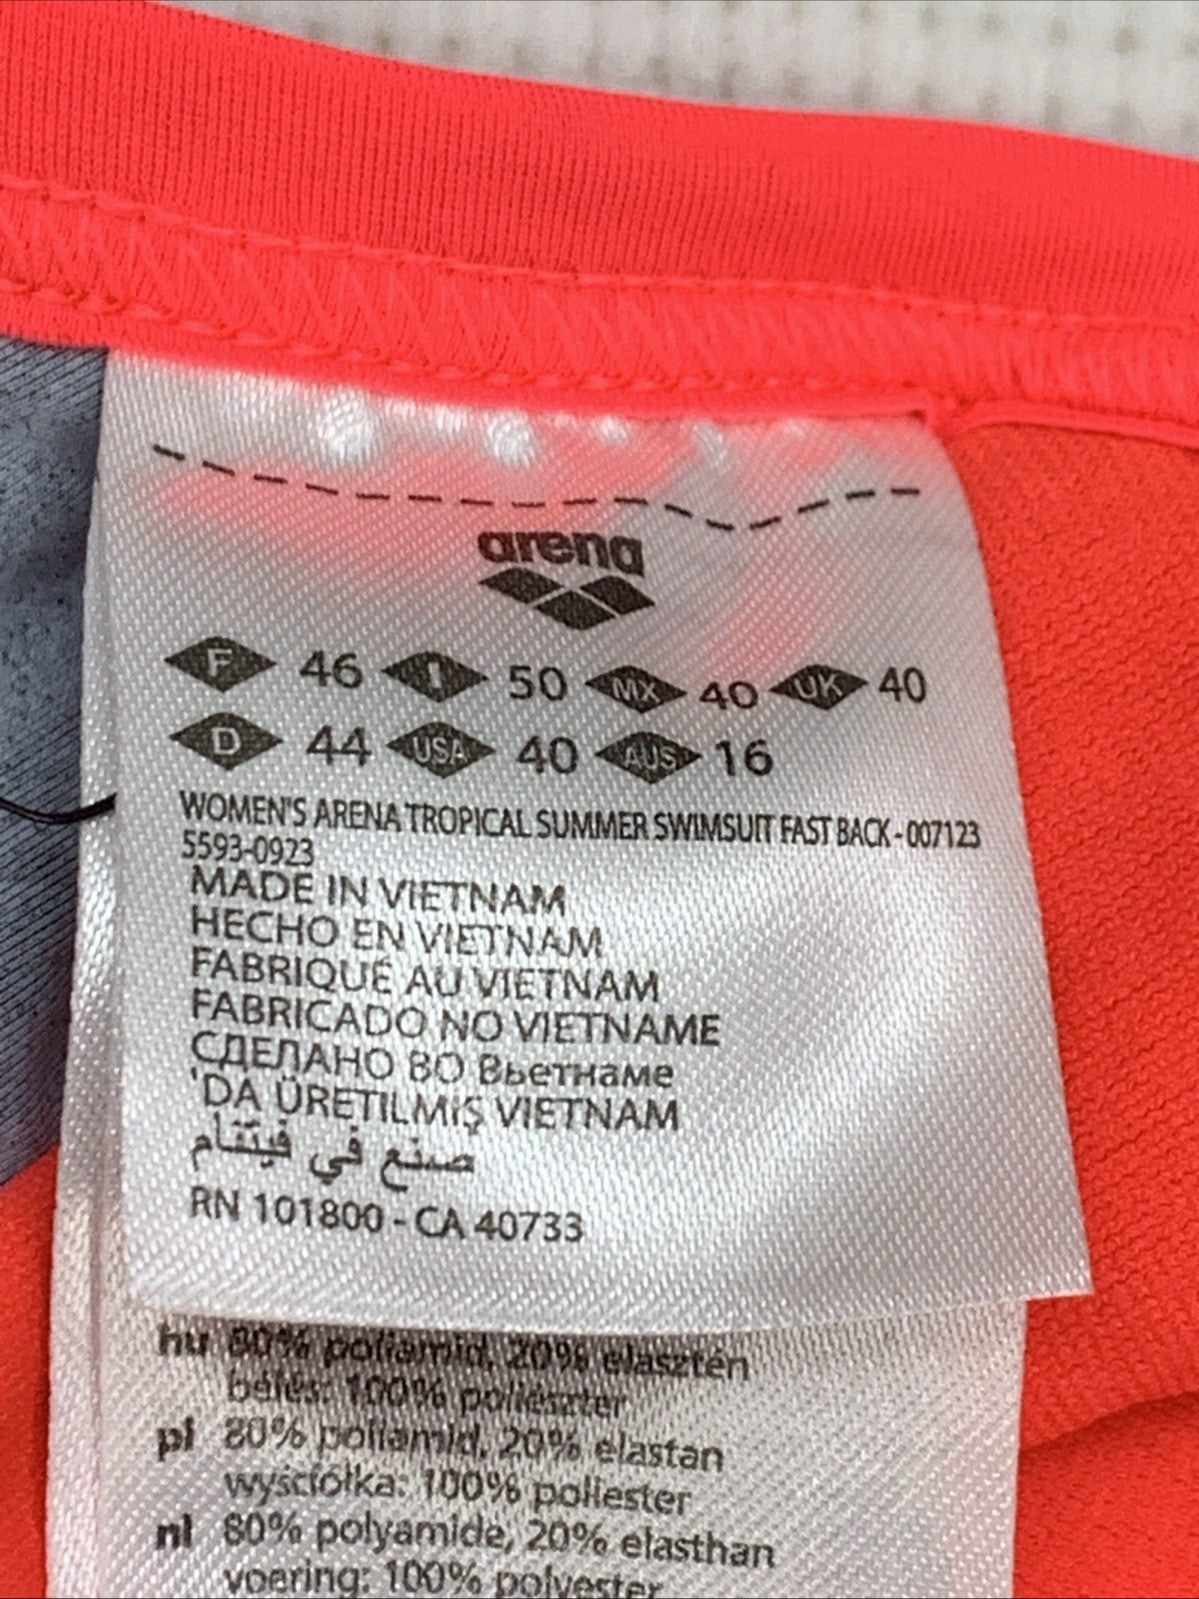 arena
F 46 I 50 MX 40 UK 40
D 44 USA 40 AUS 16
WOMEN'S ARENA TROPICAL SUMMER SWIMSUIT FAST BACK - 007123
5593-0923
MADE IN VIETNAM
HECHO EN VIETNAM
FABRIQUÉ AU VIETNAM
FABRICADO NO VIETNAME
СДЕЛАНО ВО Вьетнаме
'DA ÜRETILMIŞ VIETNAM
صنع في فيتنام
RN 101800 - CA 40733
hu 80% poliamid, 20% elasztén
bélés: 100% poliészter
pl 80% poliamid, 20% elastan
wyściółka: 100% poliester
nl 80% polyamide, 20% elasthan
voering: 100% polyester